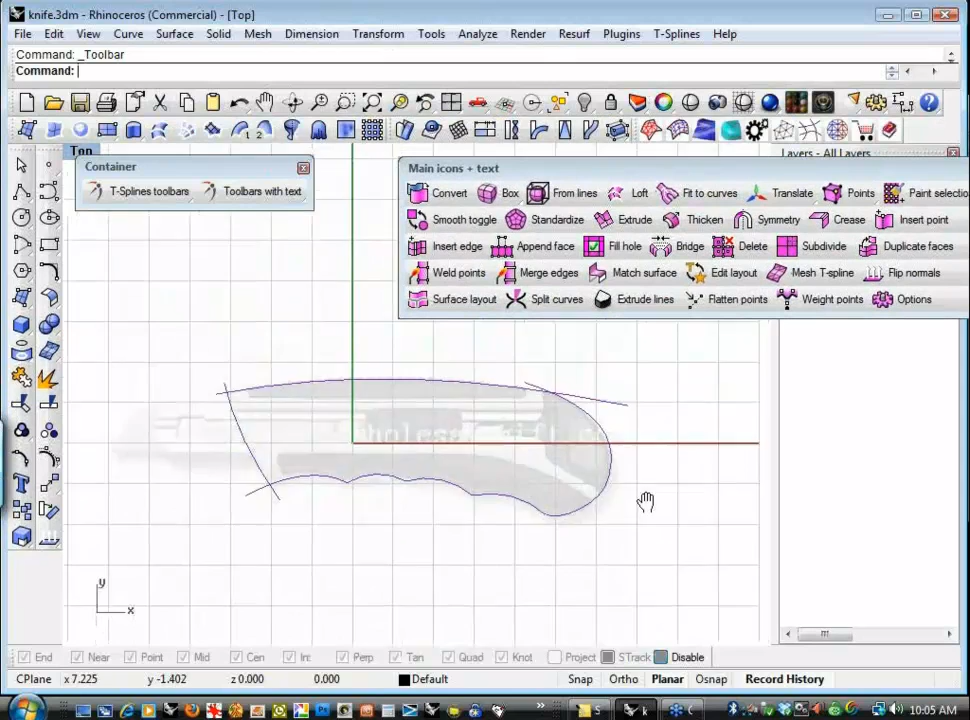 knife.3dm - Rhinoceros (Commercial) - [Top]
File Edit View Curve Surface Solid Mesh Dimension Transform Tools Analyze Render Resurf Plugins T-Splines Help
Command: _Toolbar
Command:
Top
Layers - All Layers
Container
T-Splines toolbars Toolbars with text
Main icons + text
Convert Box From lines Loft Fit to curves Translate Points Paint selectio
Smooth toggle Standardize Extrude Thicken Symmetry Crease Insert point
Insert edge Append face Fill hole Bridge Delete Subdivide Duplicate faces
Weld points Merge edges Match surface Edit layout Mesh T-spline Flip normals
Surface layout Split curves Extrude lines Flatten points Weight points Options
y
x
End Near Point Mid Cen Int Perp Tan Quad Knot Project STrack Disable
CPlane x 7.225 y -1.402 z 0.000 0.000 Default Snap Ortho Planar Osnap Record History
S k C 10:05 AM